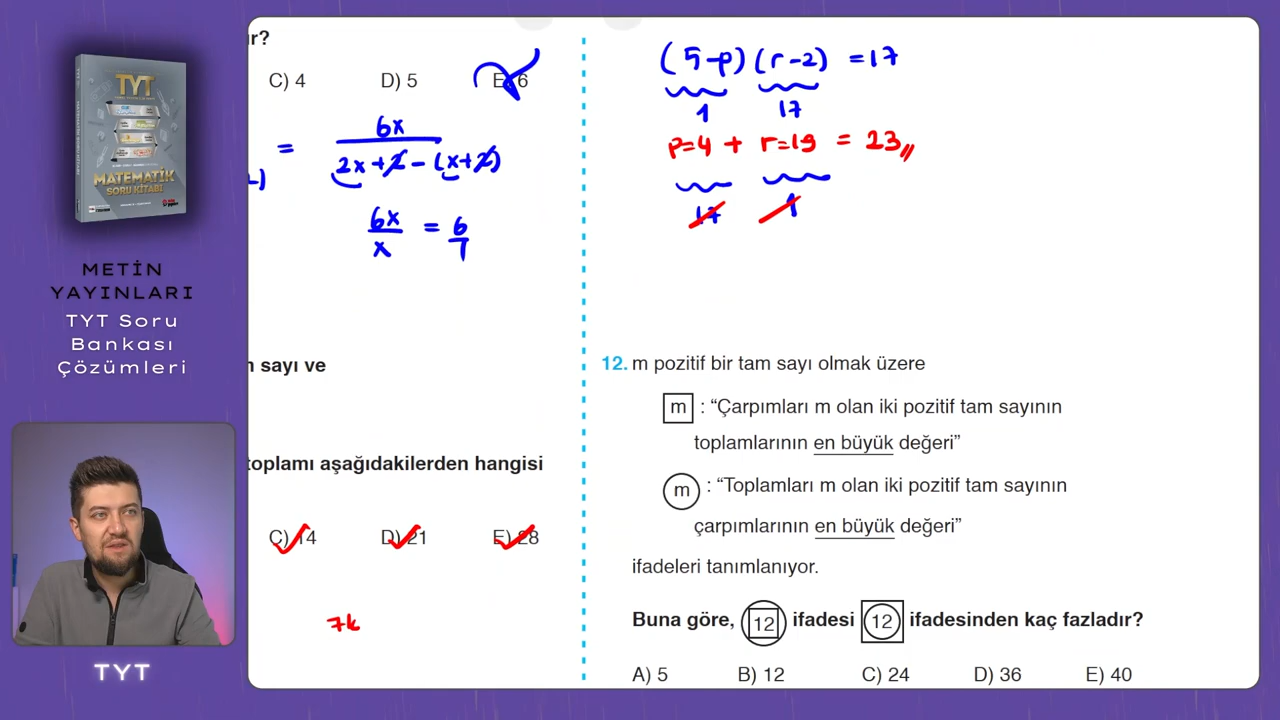 TYT
MATEMATİK
SORU KİTABI
METİN
YAYINLARI
TYT Soru
Bankası
Çözümleri
TYT
ır?
C) 4 D) 5 E) 6
= 6x / 2x+2 - (x+2)
6x/x = 6/1
n sayı ve
toplamı aşağıdakilerden hangisi
C) 14 D) 21 E) 28
7k
(5-p)(r-2) = 17
1 17
p=4 + r=19 = 23
17 1
12. m pozitif bir tam sayı olmak üzere
m : “Çarpımları m olan iki pozitif tam sayının
toplamlarının en büyük değeri”
m : “Toplamları m olan iki pozitif tam sayının
çarpımlarının en büyük değeri”
ifadeleri tanımlanıyor.
Buna göre, 12 ifadesi 12 ifadesinden kaç fazladır?
A) 5 B) 12 C) 24 D) 36 E) 40